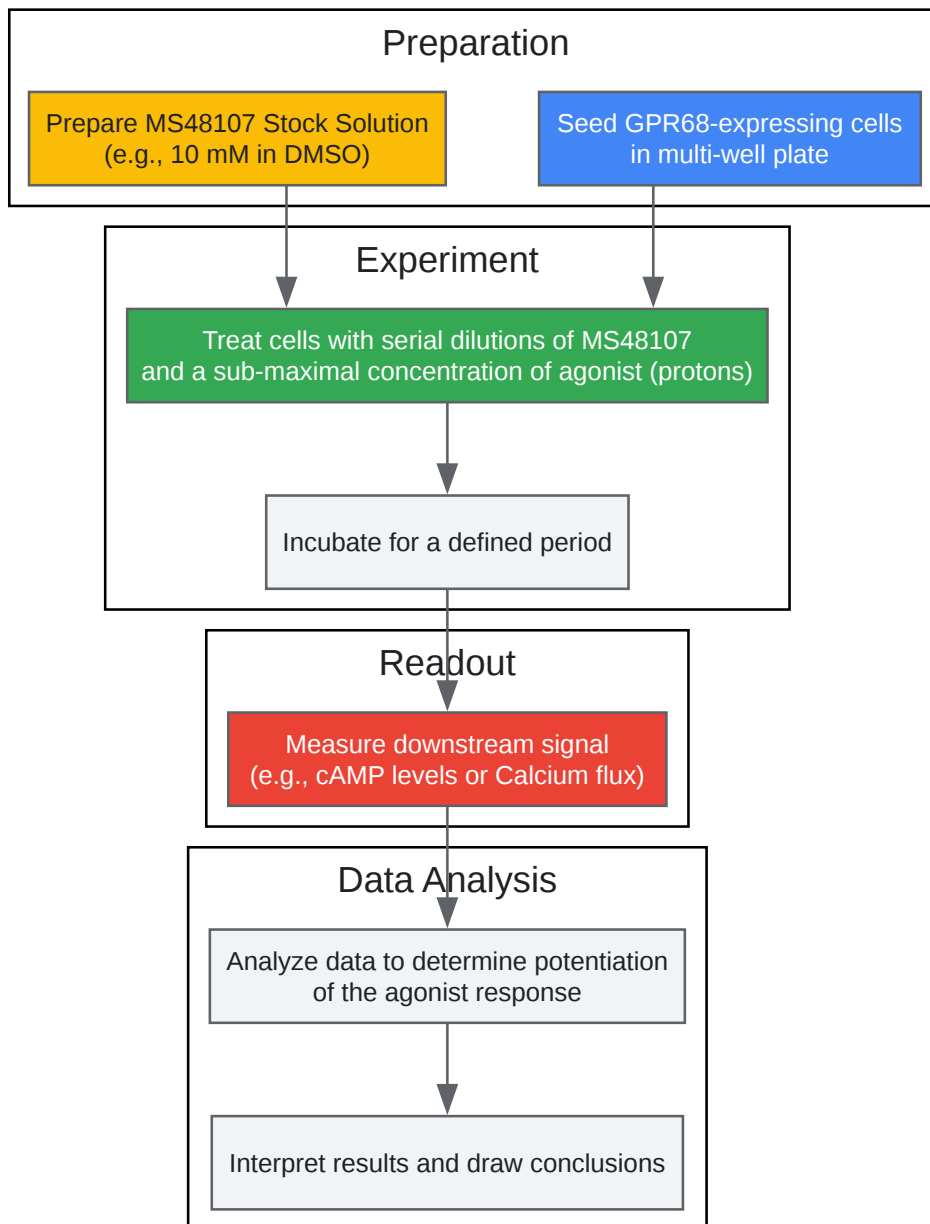 Preparation
Prepare MS48107 Stock Solution
(e.g., 10 mM in DMSO)
Seed GPR68-expressing cells
in multi-well plate
Experiment
Treat cells with serial dilutions of MS48107
and a sub-maximal concentration of agonist (protons)
Incubate for a defined period
Readout
Measure downstream signal
(e.g., cAMP levels or Calcium flux)
Data Analysis
Analyze data to determine potentiation
of the agonist response
Interpret results and draw conclusions